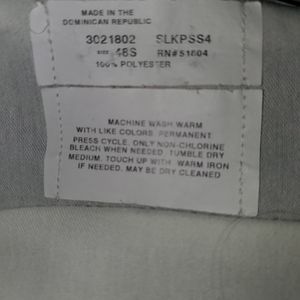 MADE IN THE
DOMINICAN REPUBLIC
3021802 SLKPSS4
SIZE 48S RN#51604
100% POLYESTER
MACHINE WASH WARM
WITH LIKE COLORS. PERMANENT
PRESS CYCLE. ONLY NON-CHLORINE
BLEACH WHEN NEEDED. TUMBLE DRY
MEDIUM. TOUCH UP WITH WARM IRON
IF NEEDED. MAY BE DRY CLEANED